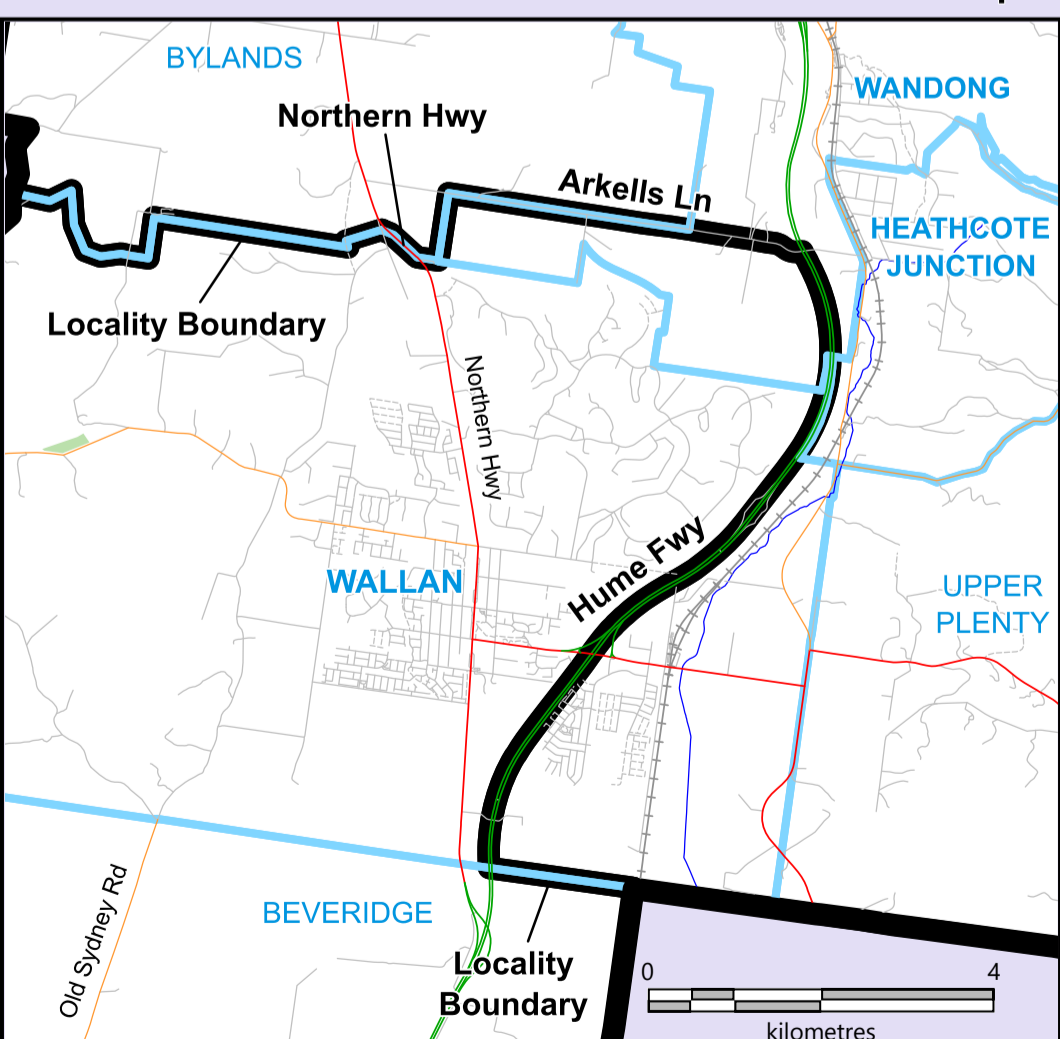 BYLANDS
WANDONG
Northern Hwy
Arkells Ln
HEATHCOTE
JUNCTION
Locality Boundary
Northern Hwy
Hume Fwy
WALLAN
UPPER
PLENTY
Old Sydney Rd
BEVERIDGE
Locality
Boundary
0 4
kilometres